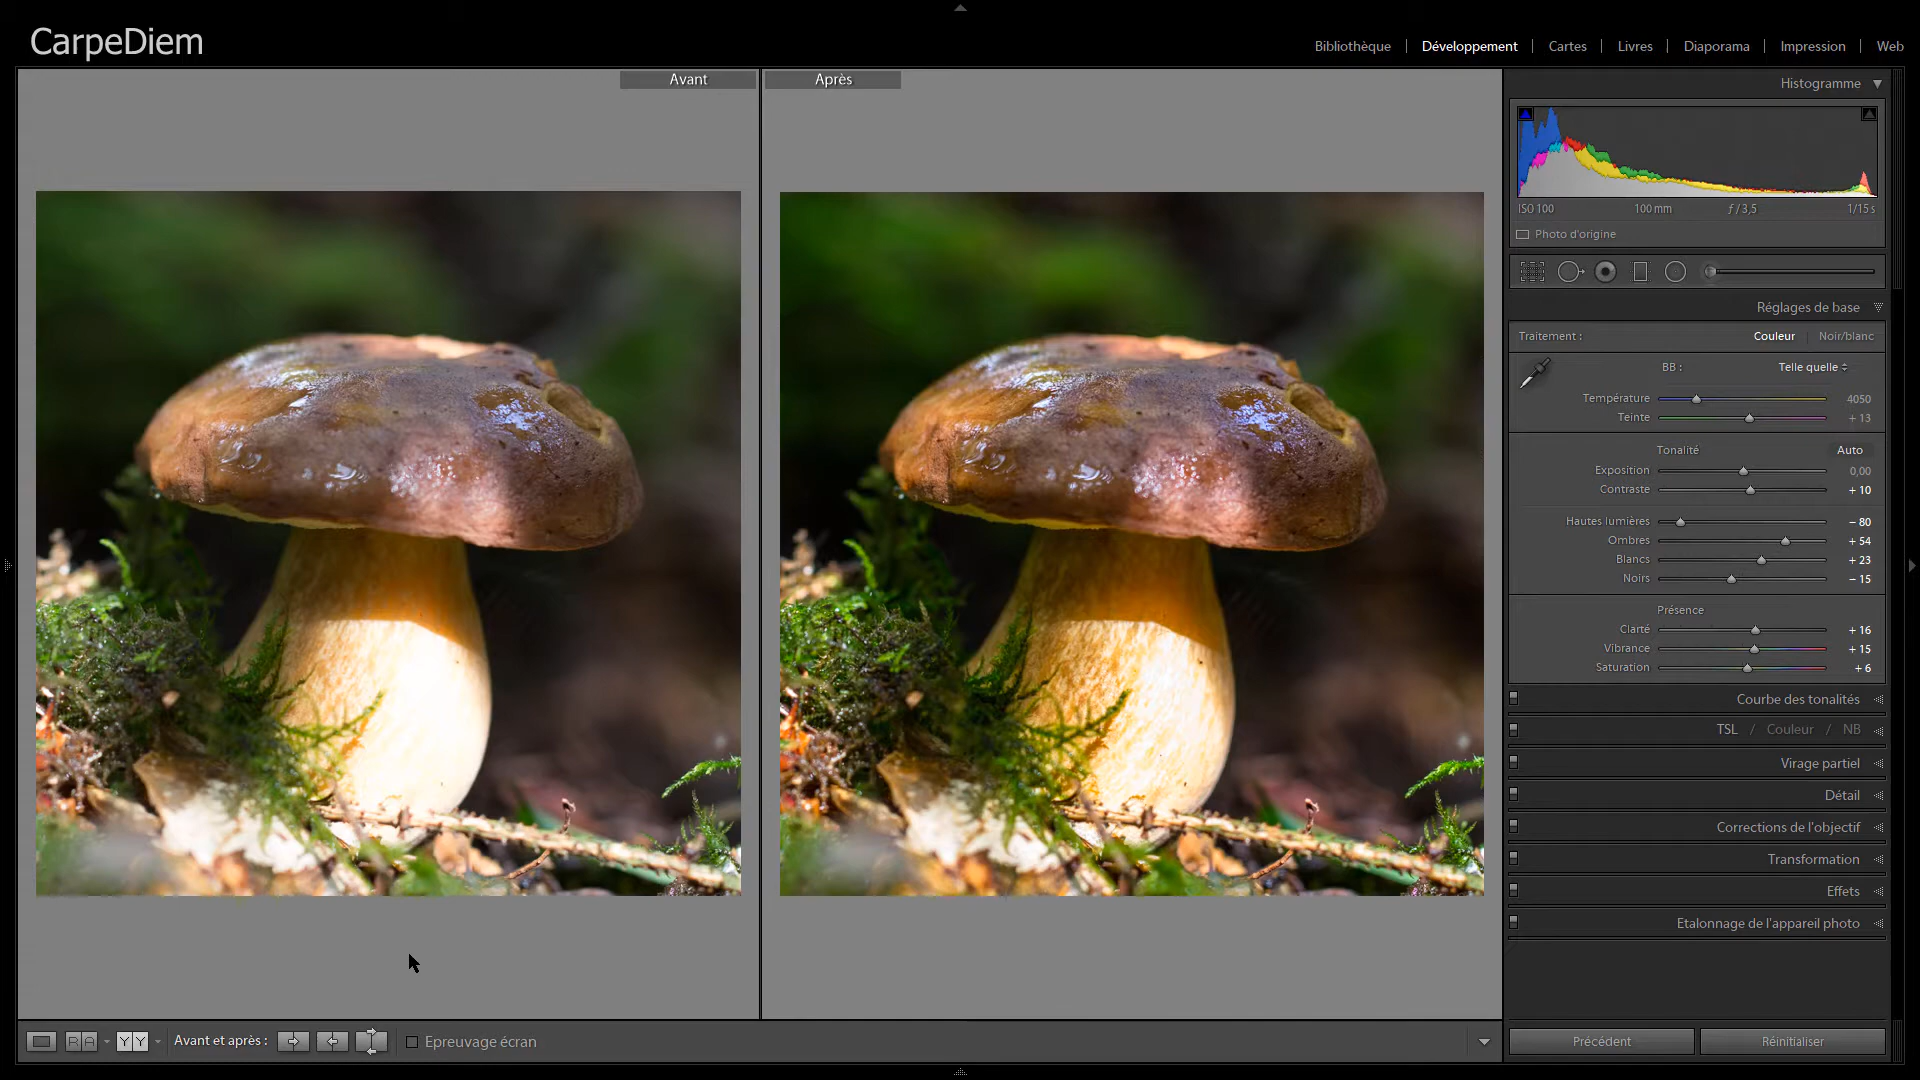 CarpeDiem
Bibliothèque | Développement | Cartes | Livres | Diaporama | Impression | Web
Avant
Après
Histogramme
ISO 100 100 mm ƒ / 3,5 1/15 s
Photo d'origine
Réglages de base
Traitement : Couleur | Noir/blanc
BB : Telle quelle
Température 4050
Teinte + 13
Tonalité Auto
Exposition 0,00
Contraste + 10
Hautes lumières – 80
Ombres + 54
Blancs + 23
Noirs – 15
Présence
Clarté + 16
Vibrance + 15
Saturation + 6
Courbe des tonalités
TSL / Couleur / NB
Virage partiel
Détail
Corrections de l'objectif
Transformation
Effets
Etalonnage de l'appareil photo
R A Y Y Avant et après : Epreuvage écran
Précédent Réinitialiser